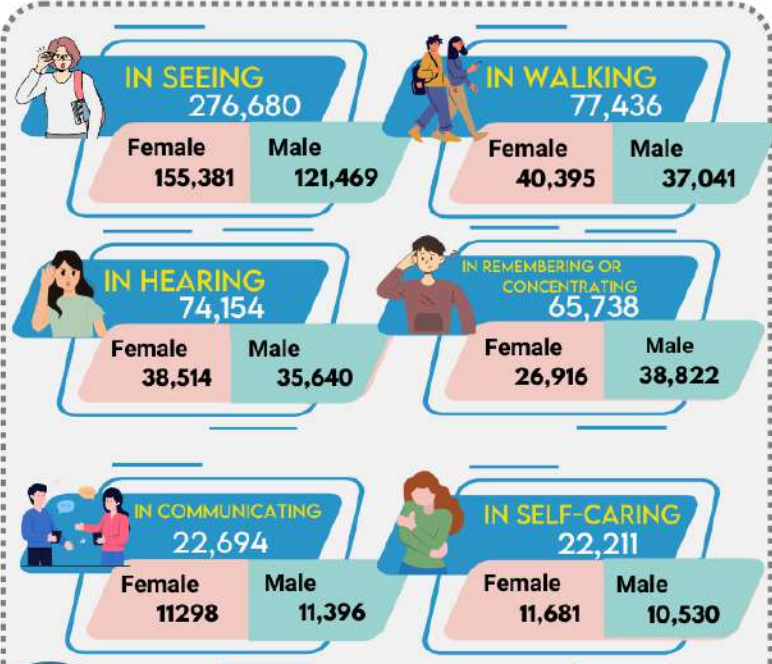 IN SEEING
276,680
Female Male
155,381 121,469
IN WALKING
77,436
Female Male
40,395 37,041
IN HEARING
74,154
Female Male
38,514 35,640
IN REMEMBERING OR
CONCENTRATING
65,738
Female Male
26,916 38,822
IN COMMUNICATING
22,694
Female Male
11298 11,396
IN SELF-CARING
22,211
Female Male
11,681 10,530